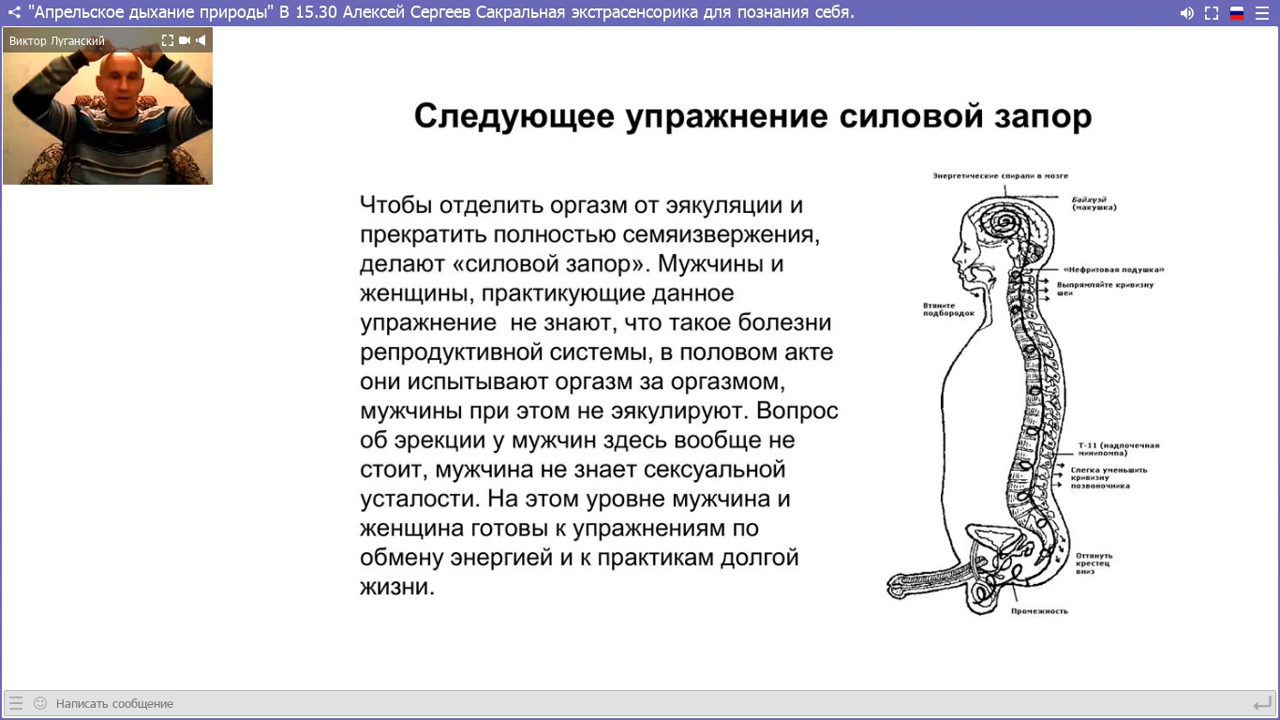 "Апрельское дыхание природы" В 15.30 Алексей Сергеев Сакральная экстрасенсорика для познания себя.
Виктор Луганский
Следующее упражнение силовой запор
Чтобы отделить оргазм от эякуляции и
прекратить полностью семяизвержения,
делают «силовой запор». Мужчины и
женщины, практикующие данное
упражнение не знают, что такое болезни
репродуктивной системы, в половом акте
они испытывают оргазм за оргазмом,
мужчины при этом не эякулируют. Вопрос
об эрекции у мужчин здесь вообще не
стоит, мужчина не знает сексуальной
усталости. На этом уровне мужчина и
женщина готовы к упражнениям по
обмену энергией и к практикам долгой
жизни.
Энергетические спирали в мозге
Байхуэй
(макушка)
«Нефритовая подушка»
Выпрямляйте кривизну
шеи
Втяните
подбородок
Т-11 (надпочечная
минипомпа)
Слегка уменьшить
кривизну
позвоночника
Оттянуть
крестец
вниз
Промежность
Написать сообщение